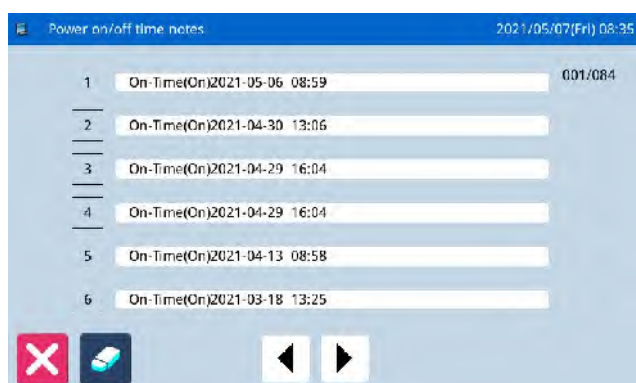 Power on/off time notes 2021/05/07(Fri) 08:35
001/084
1 On-Time(On)2021-05-06 08:59
2 On-Time(On)2021-04-30 13:06
3 On-Time(On)2021-04-29 16:04
4 On-Time(On)2021-04-29 16:04
5 On-Time(On)2021-04-13 08:58
6 On-Time(On)2021-03-18 13:25